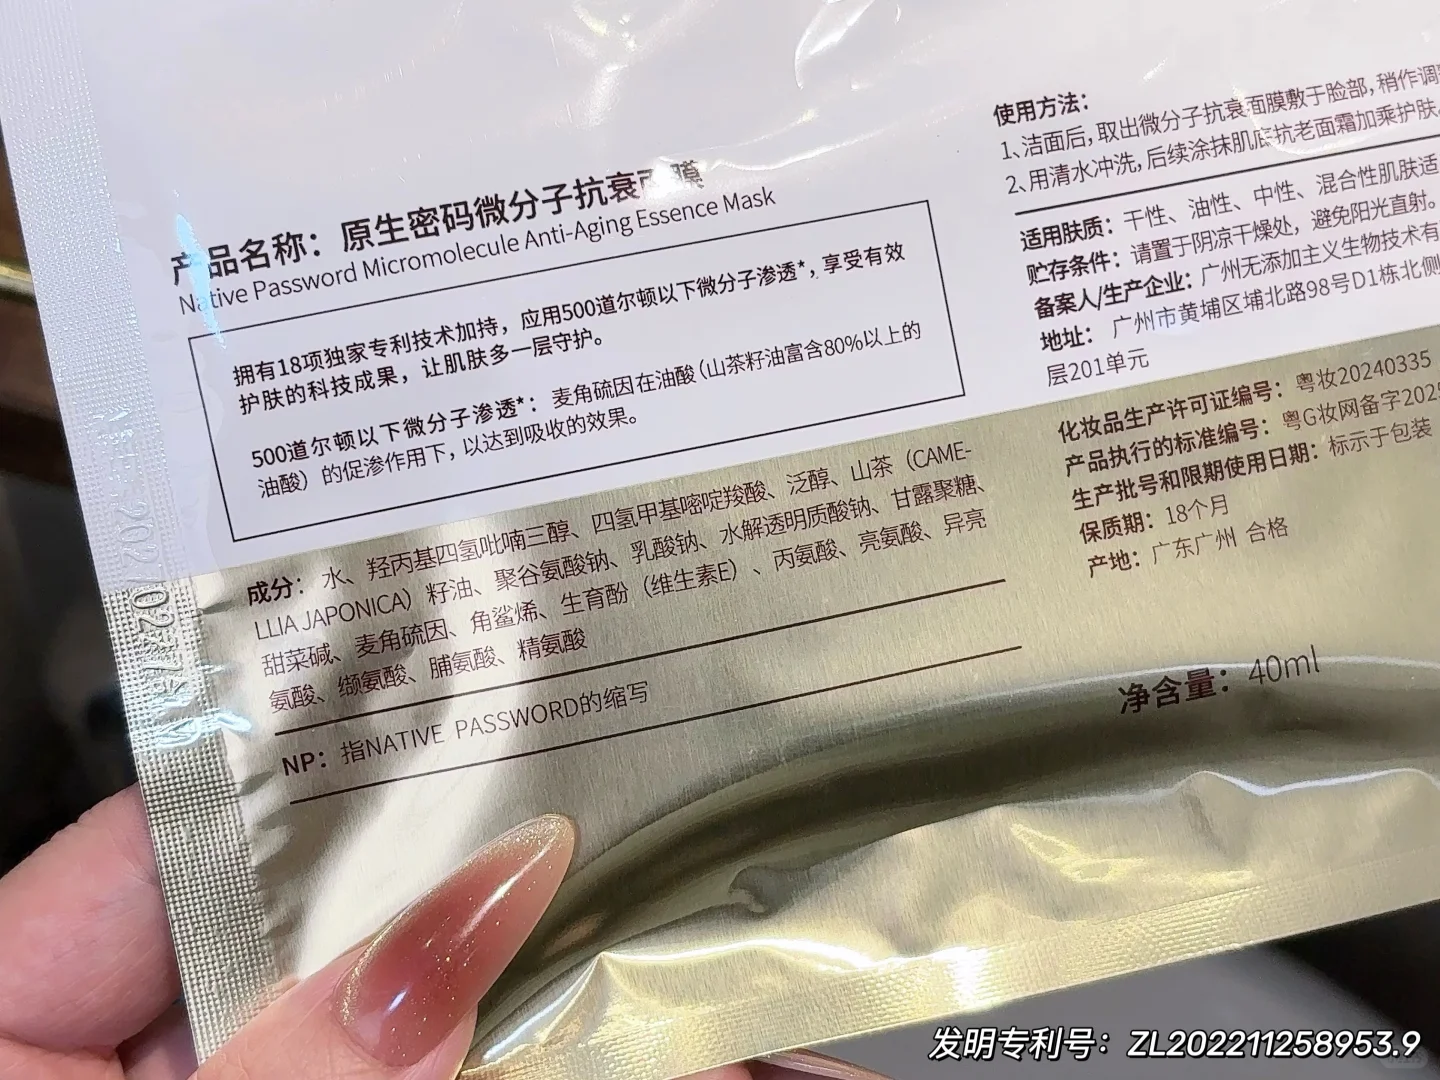 产品名称：原生密码微分子抗衰面膜
Native Password Micromolecule Anti-Aging Essence Mask
拥有18项独家专利技术加持，应用500道尔顿以下微分子渗透*，享受有效
护肤的科技成果，让肌肤多一层守护。
500道尔顿以下微分子渗透*：麦角硫因在油酸（山茶籽油富含80%以上的
油酸）的促渗作用下，以达到吸收的效果。
成分：水、羟丙基四氢吡喃三醇、四氢甲基嘧啶羧酸、泛醇、山茶（CAME-
LLIA JAPONICA）籽油、聚谷氨酸钠、乳酸钠、水解透明质酸钠、甘露聚糖、
甜菜碱、麦角硫因、角鲨烯、生育酚（维生素E）、丙氨酸、亮氨酸、异亮
氨酸、缬氨酸、脯氨酸、精氨酸
NP：指NATIVE PASSWORD的缩写
使用方法：
1、洁面后，取出微分子抗衰面膜敷于脸部，稍作调
2、用清水冲洗，后续涂抹肌底抗老面霜加乘护肤
适用肤质：干性、油性、中性、混合性肌肤适
贮存条件：请置于阴凉干燥处，避免阳光直射。
备案人/生产企业：广州无添加主义生物技术有
地址：广州市黄埔区埔北路98号D1栋北侧
层201单元
化妆品生产许可证编号：粤妆20240335
产品执行的标准编号：粤G妆网备字202
生产批号和限期使用日期：标示于包装
保质期：18个月
产地：广东广州 合格
净含量：40ml
发明专利号：ZL202211258953.9